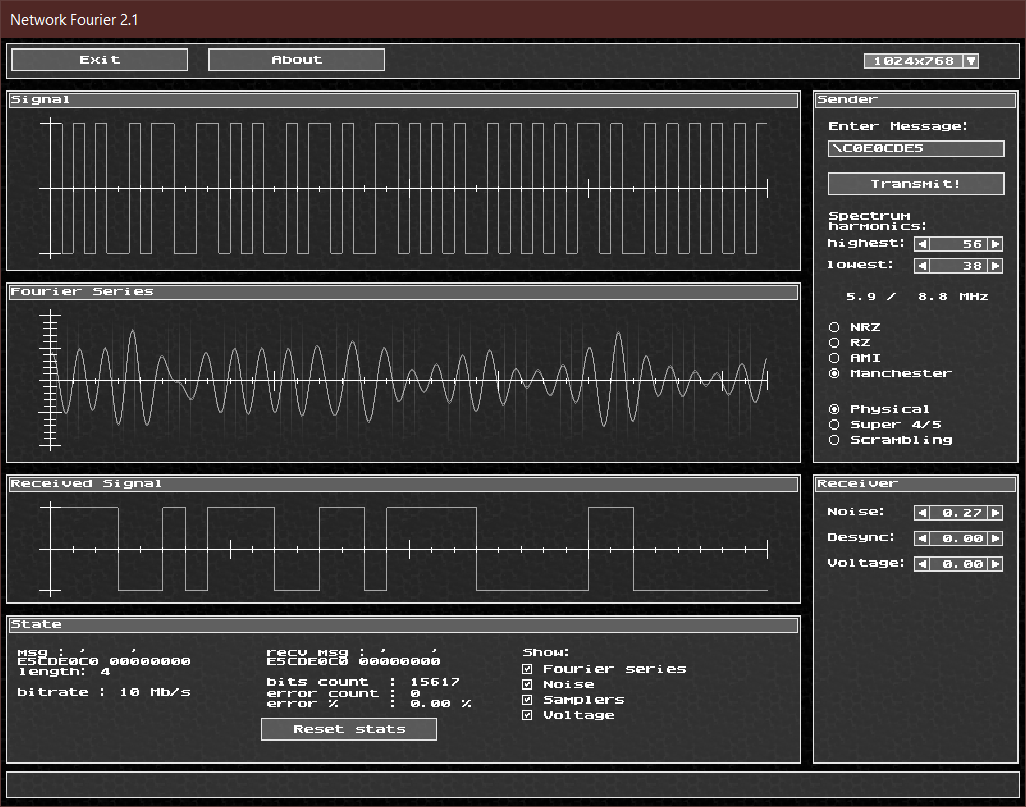 Network Fourier 2.1
Exit
About
1024x768
Signal
Fourier Series
Received Signal
State
msg : '      '
E5CDE0C0 00000000
length: 4
bitrate : 10 Mb/s
recv msg : '      '
E5CDE0C0 00000000
bits count : 15617
error count : 0
error % : 0.00 %
Reset stats
Show:
Fourier series
Noise
Samplers
Voltage
Sender
Enter Message:
\C0E0CDE5
Transmit!
Spectrum
harmonics:
highest: 56
lowest: 38
5.9 / 8.8 MHz
NRZ
RZ
AMI
Manchester
Physical
Super 4/5
Scrambling
Receiver
Noise: 0.27
Desync: 0.00
Voltage: 0.00